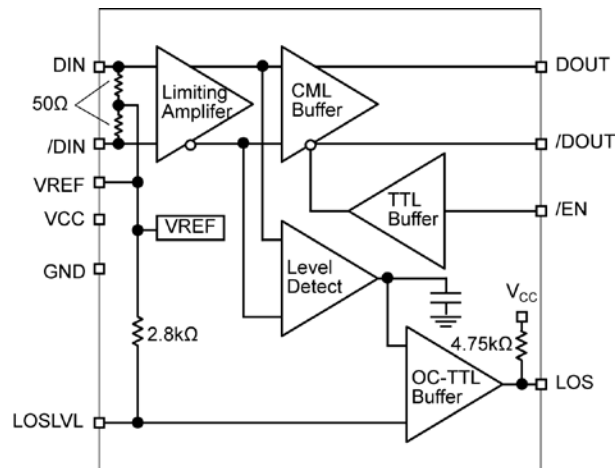 DIN
50Ω
/DIN
VREF
VCC
GND
LOSLVL
Limiting
Amplifer
CML
Buffer
TTL
Buffer
VREF
Level
Detect
2.8kΩ
OC-TTL
Buffer
VCC
4.75kΩ
DOUT
/DOUT
/EN
LOS